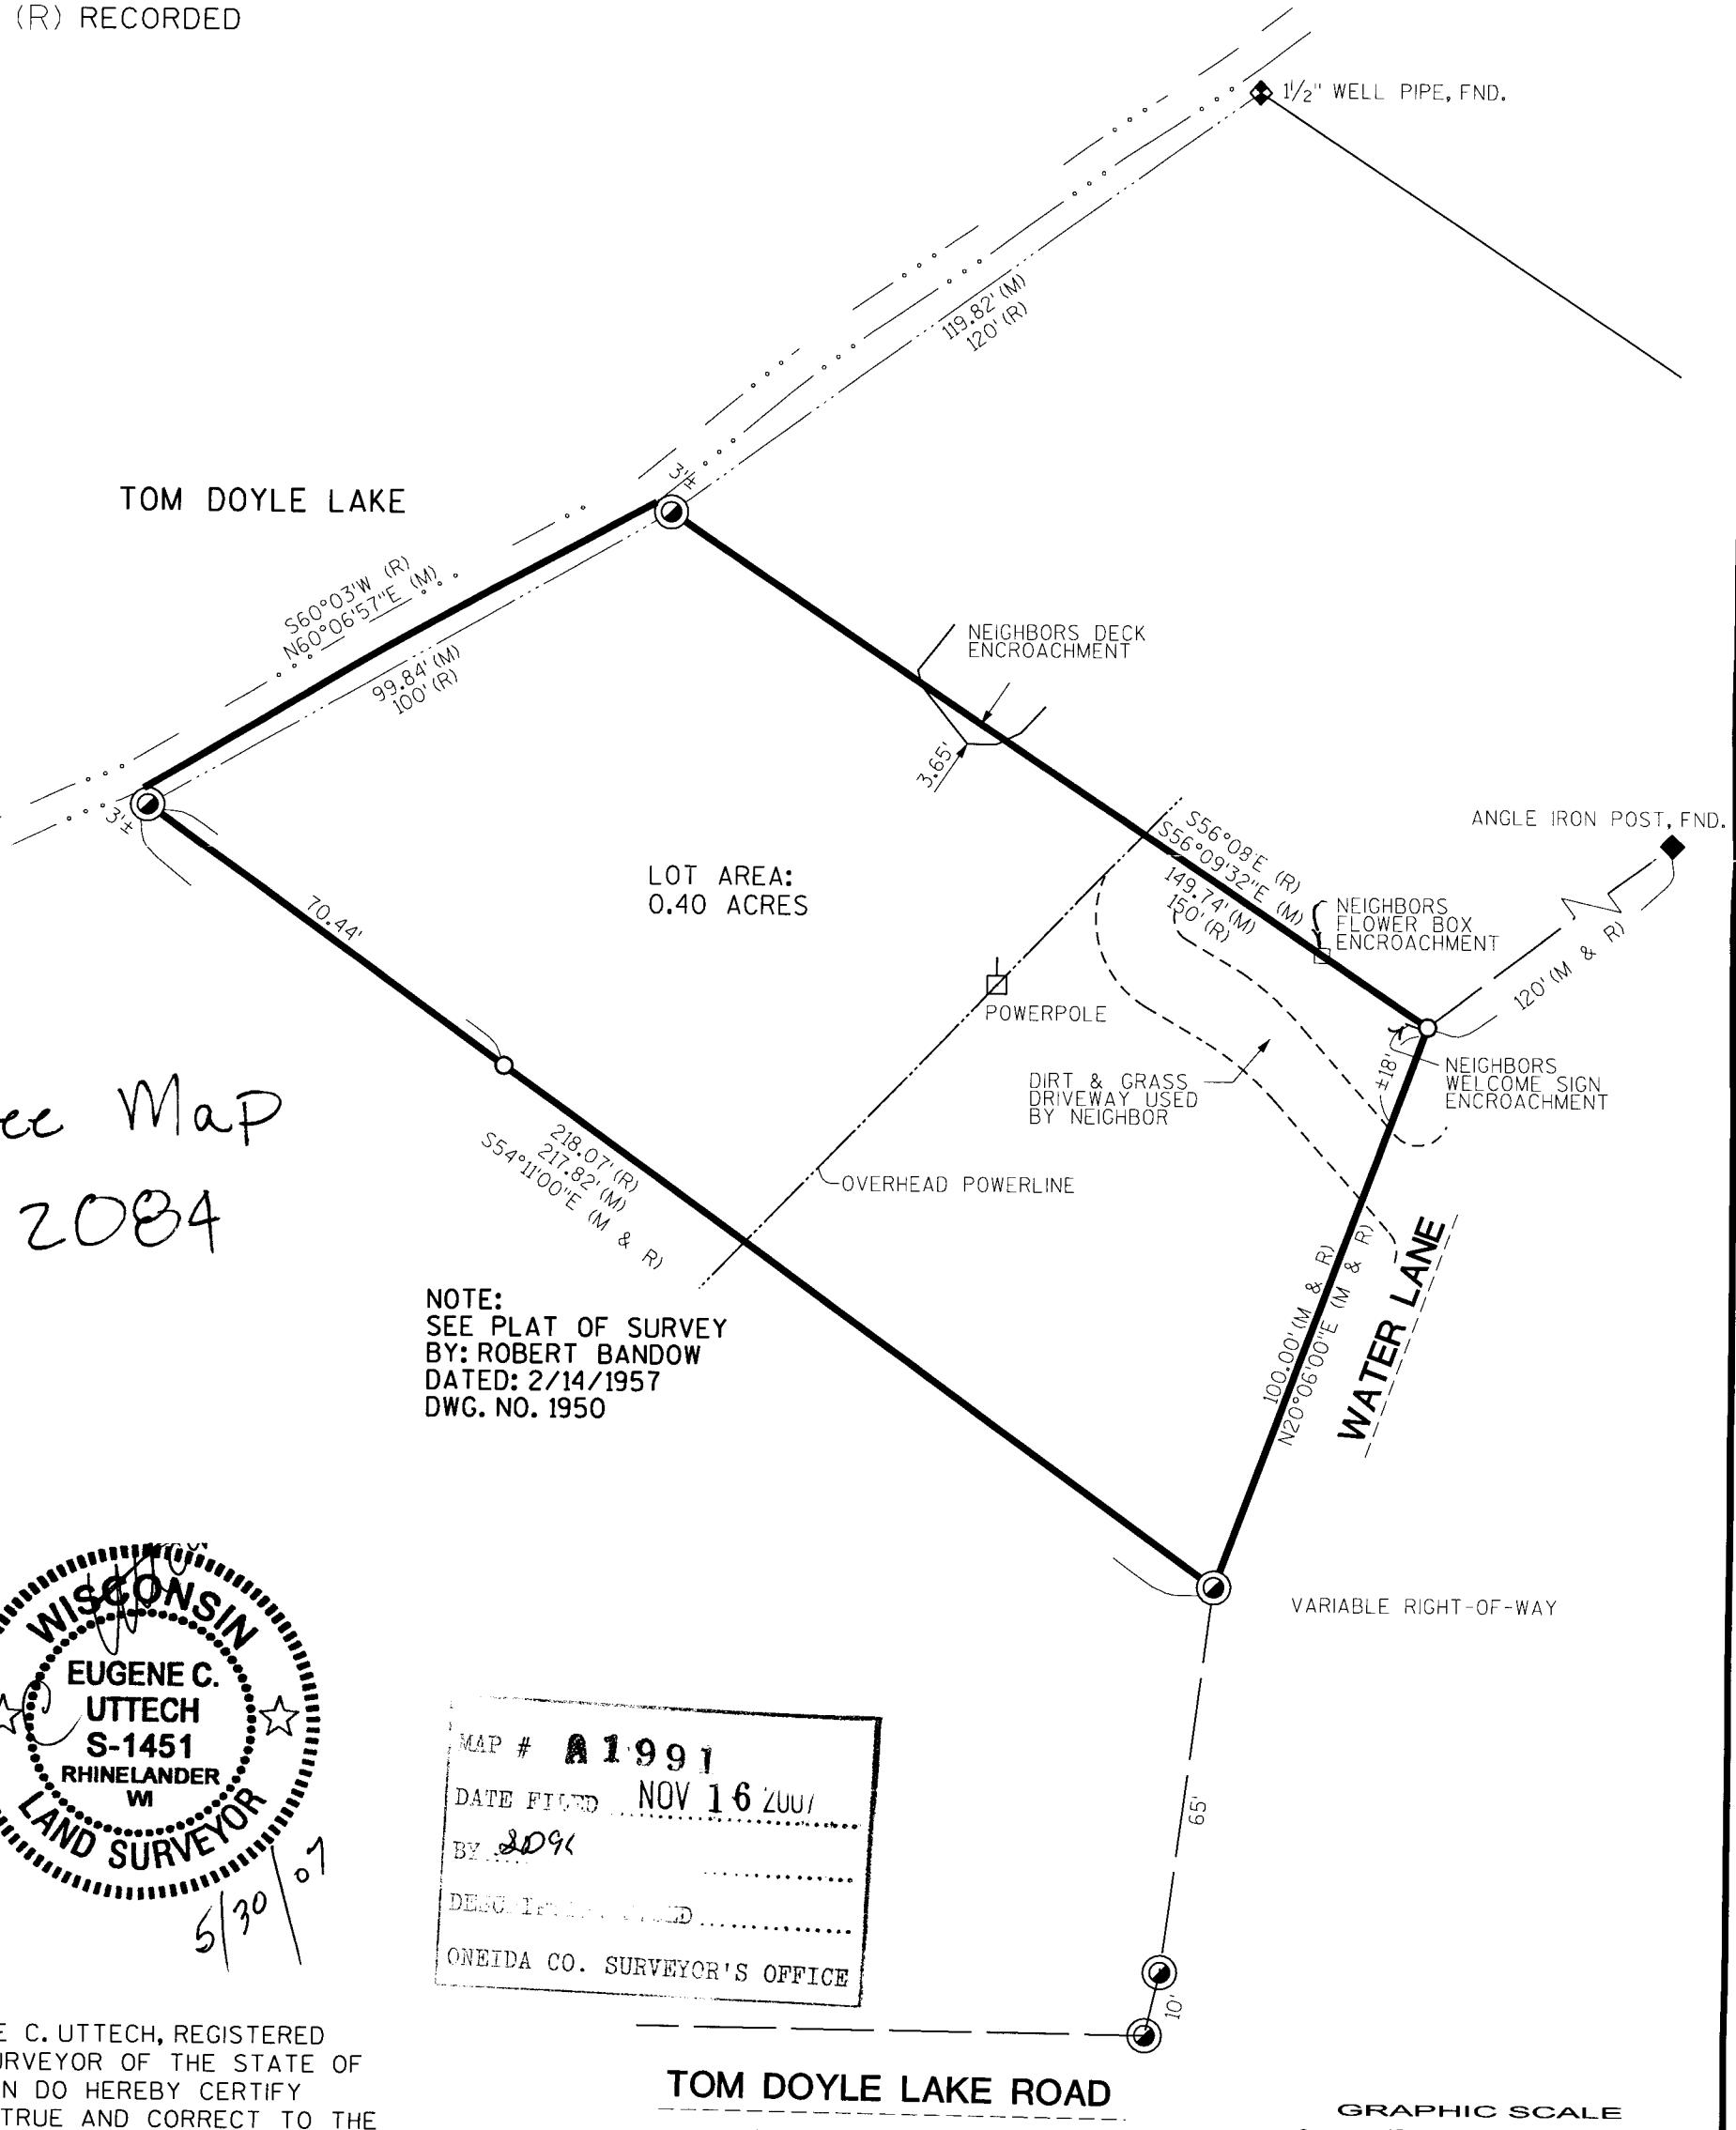 (R) RECORDED
1/2" WELL PIPE, FND.
119.82' (M)
120' (R)
3'±
TOM DOYLE LAKE
S60°03'W (R)
N60°06'57"E (M)
99.84' (M)
100' (R)
3'±
NEIGHBORS DECK
ENCROACHMENT
3.65'
ANGLE IRON POST, FND.
S56°08'E (R)
S56°09'32"E (M)
149.74' (M)
150' (R)
LOT AREA:
0.40 ACRES
NEIGHBORS
FLOWER BOX
ENCROACHMENT
70.44'
120' (M & R)
POWERPOLE
±18'
NEIGHBORS
WELCOME SIGN
ENCROACHMENT
DIRT & GRASS
DRIVEWAY USED
BY NEIGHBOR
Map
2084
218.07' (R)
217.82' (M)
S54°11'00"E (M & R)
OVERHEAD POWERLINE
100.00' (M & R)
N20°06'00"E (M & R)
WATER LANE
NOTE:
SEE PLAT OF SURVEY
BY: ROBERT BANDOW
DATED: 2/14/1957
DWG. NO. 1950
VARIABLE RIGHT-OF-WAY
WISCONSIN
EUGENE C.
UTTECH
S-1451
RHINELANDER
WI
LAND SURVEYOR
5/30/07
MAP # A1991
DATE FILED NOV 16 2007
BY
ONEIDA CO. SURVEYOR'S OFFICE
65'
10'
C. UTTECH, REGISTERED
OF THE STATE OF
DO HEREBY CERTIFY
TRUE AND CORRECT TO THE
TOM DOYLE LAKE ROAD
GRAPHIC SCALE